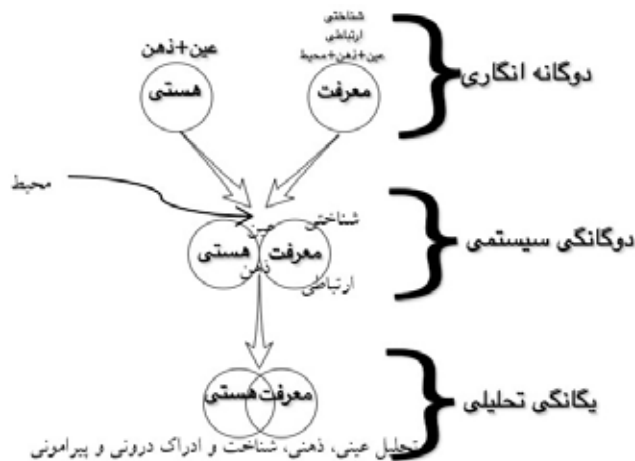 شناختی
ارتباطی
عین+ذهن+محیط
عین+ذهن
معرفت
هستی
دوگانه انگاری
محیط
شناختی
عین
معرفت
هستی
ذهن
ارتباطی
دوگانگی سیستمی
معرفت
هستی
یگانگی تحلیلی
تحلیل عینی، ذهنی، شناخت و ادراک درونی و پیرامونی